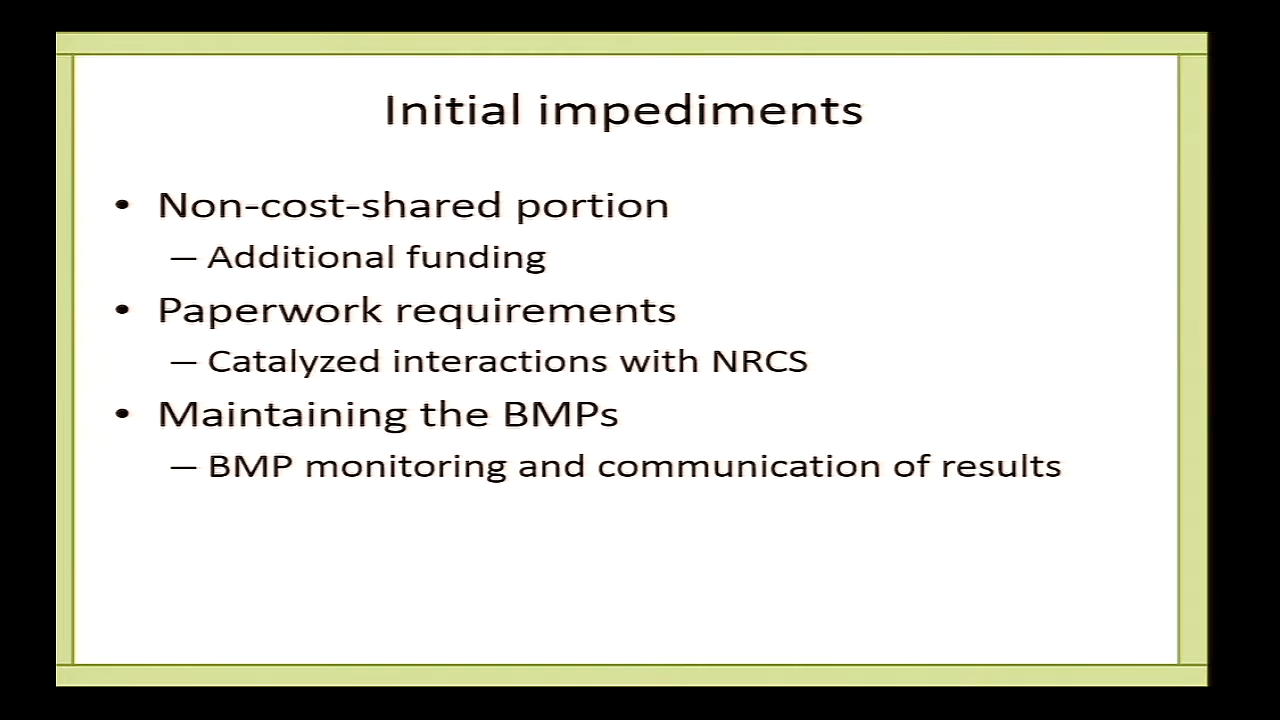 Initial impediments
• Non-cost-shared portion
– Additional funding
• Paperwork requirements
– Catalyzed interactions with NRCS
• Maintaining the BMPs
– BMP monitoring and communication of results